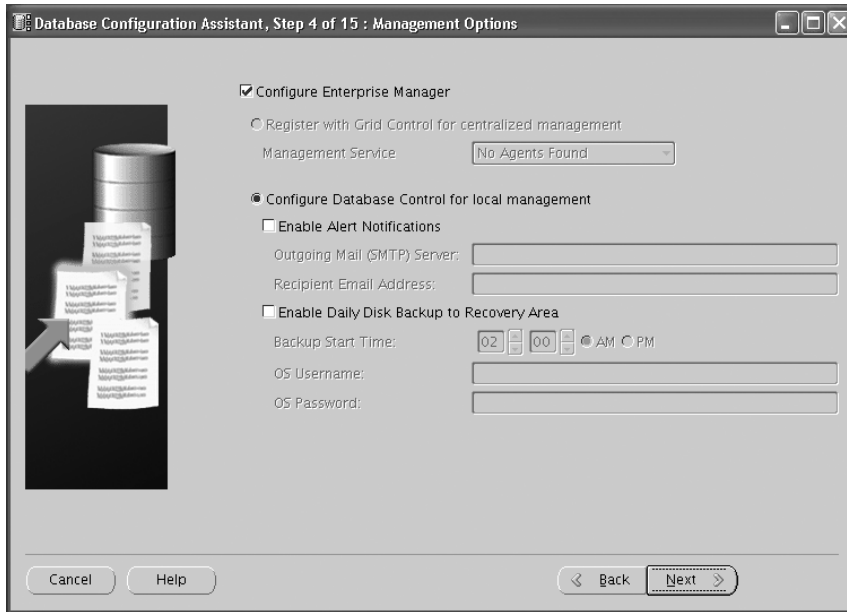 Database Configuration Assistant, Step 4 of 15 : Management Options
Configure Enterprise Manager
Register with Grid Control for centralized management
Management Service No Agents Found
Configure Database Control for local management
Enable Alert Notifications
Outgoing Mail (SMTP) Server:
Recipient Email Address:
Enable Daily Disk Backup to Recovery Area
Backup Start Time: 02 00 AM PM
OS Username:
OS Password:
Cancel Help Back Next